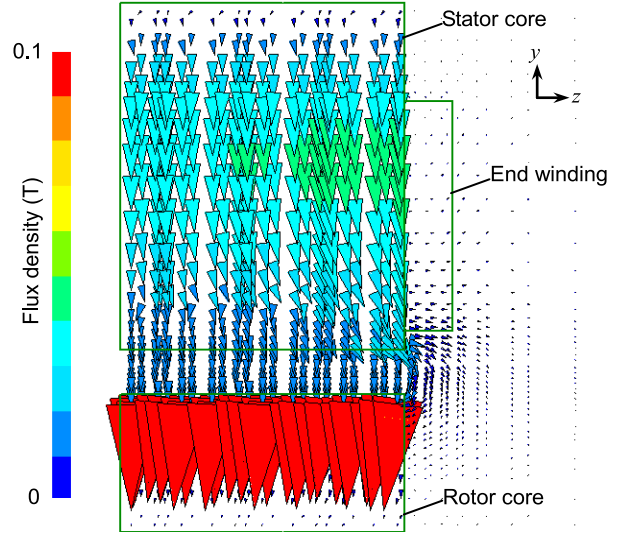 Stator core
0.1
y
z
End winding
Flux density (T)
0
Rotor core